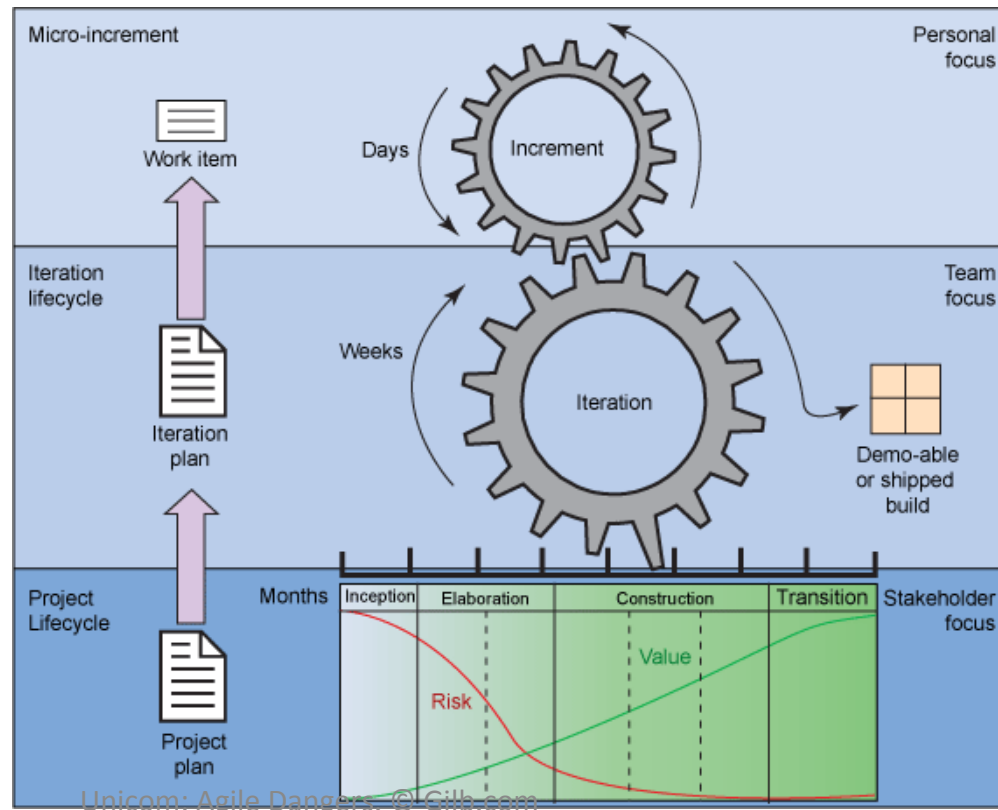 Micro-increment
Personal
focus
Work item
Days
Increment
Iteration
lifecycle
Team
focus
Weeks
Iteration
Iteration
plan
Demo-able
or shipped
build
Project
Lifecycle
Months
Inception
Elaboration
Construction
Transition
Stakeholder
focus
Value
Risk
Project
plan
Unicom: Agile Dangers © Gilb.com